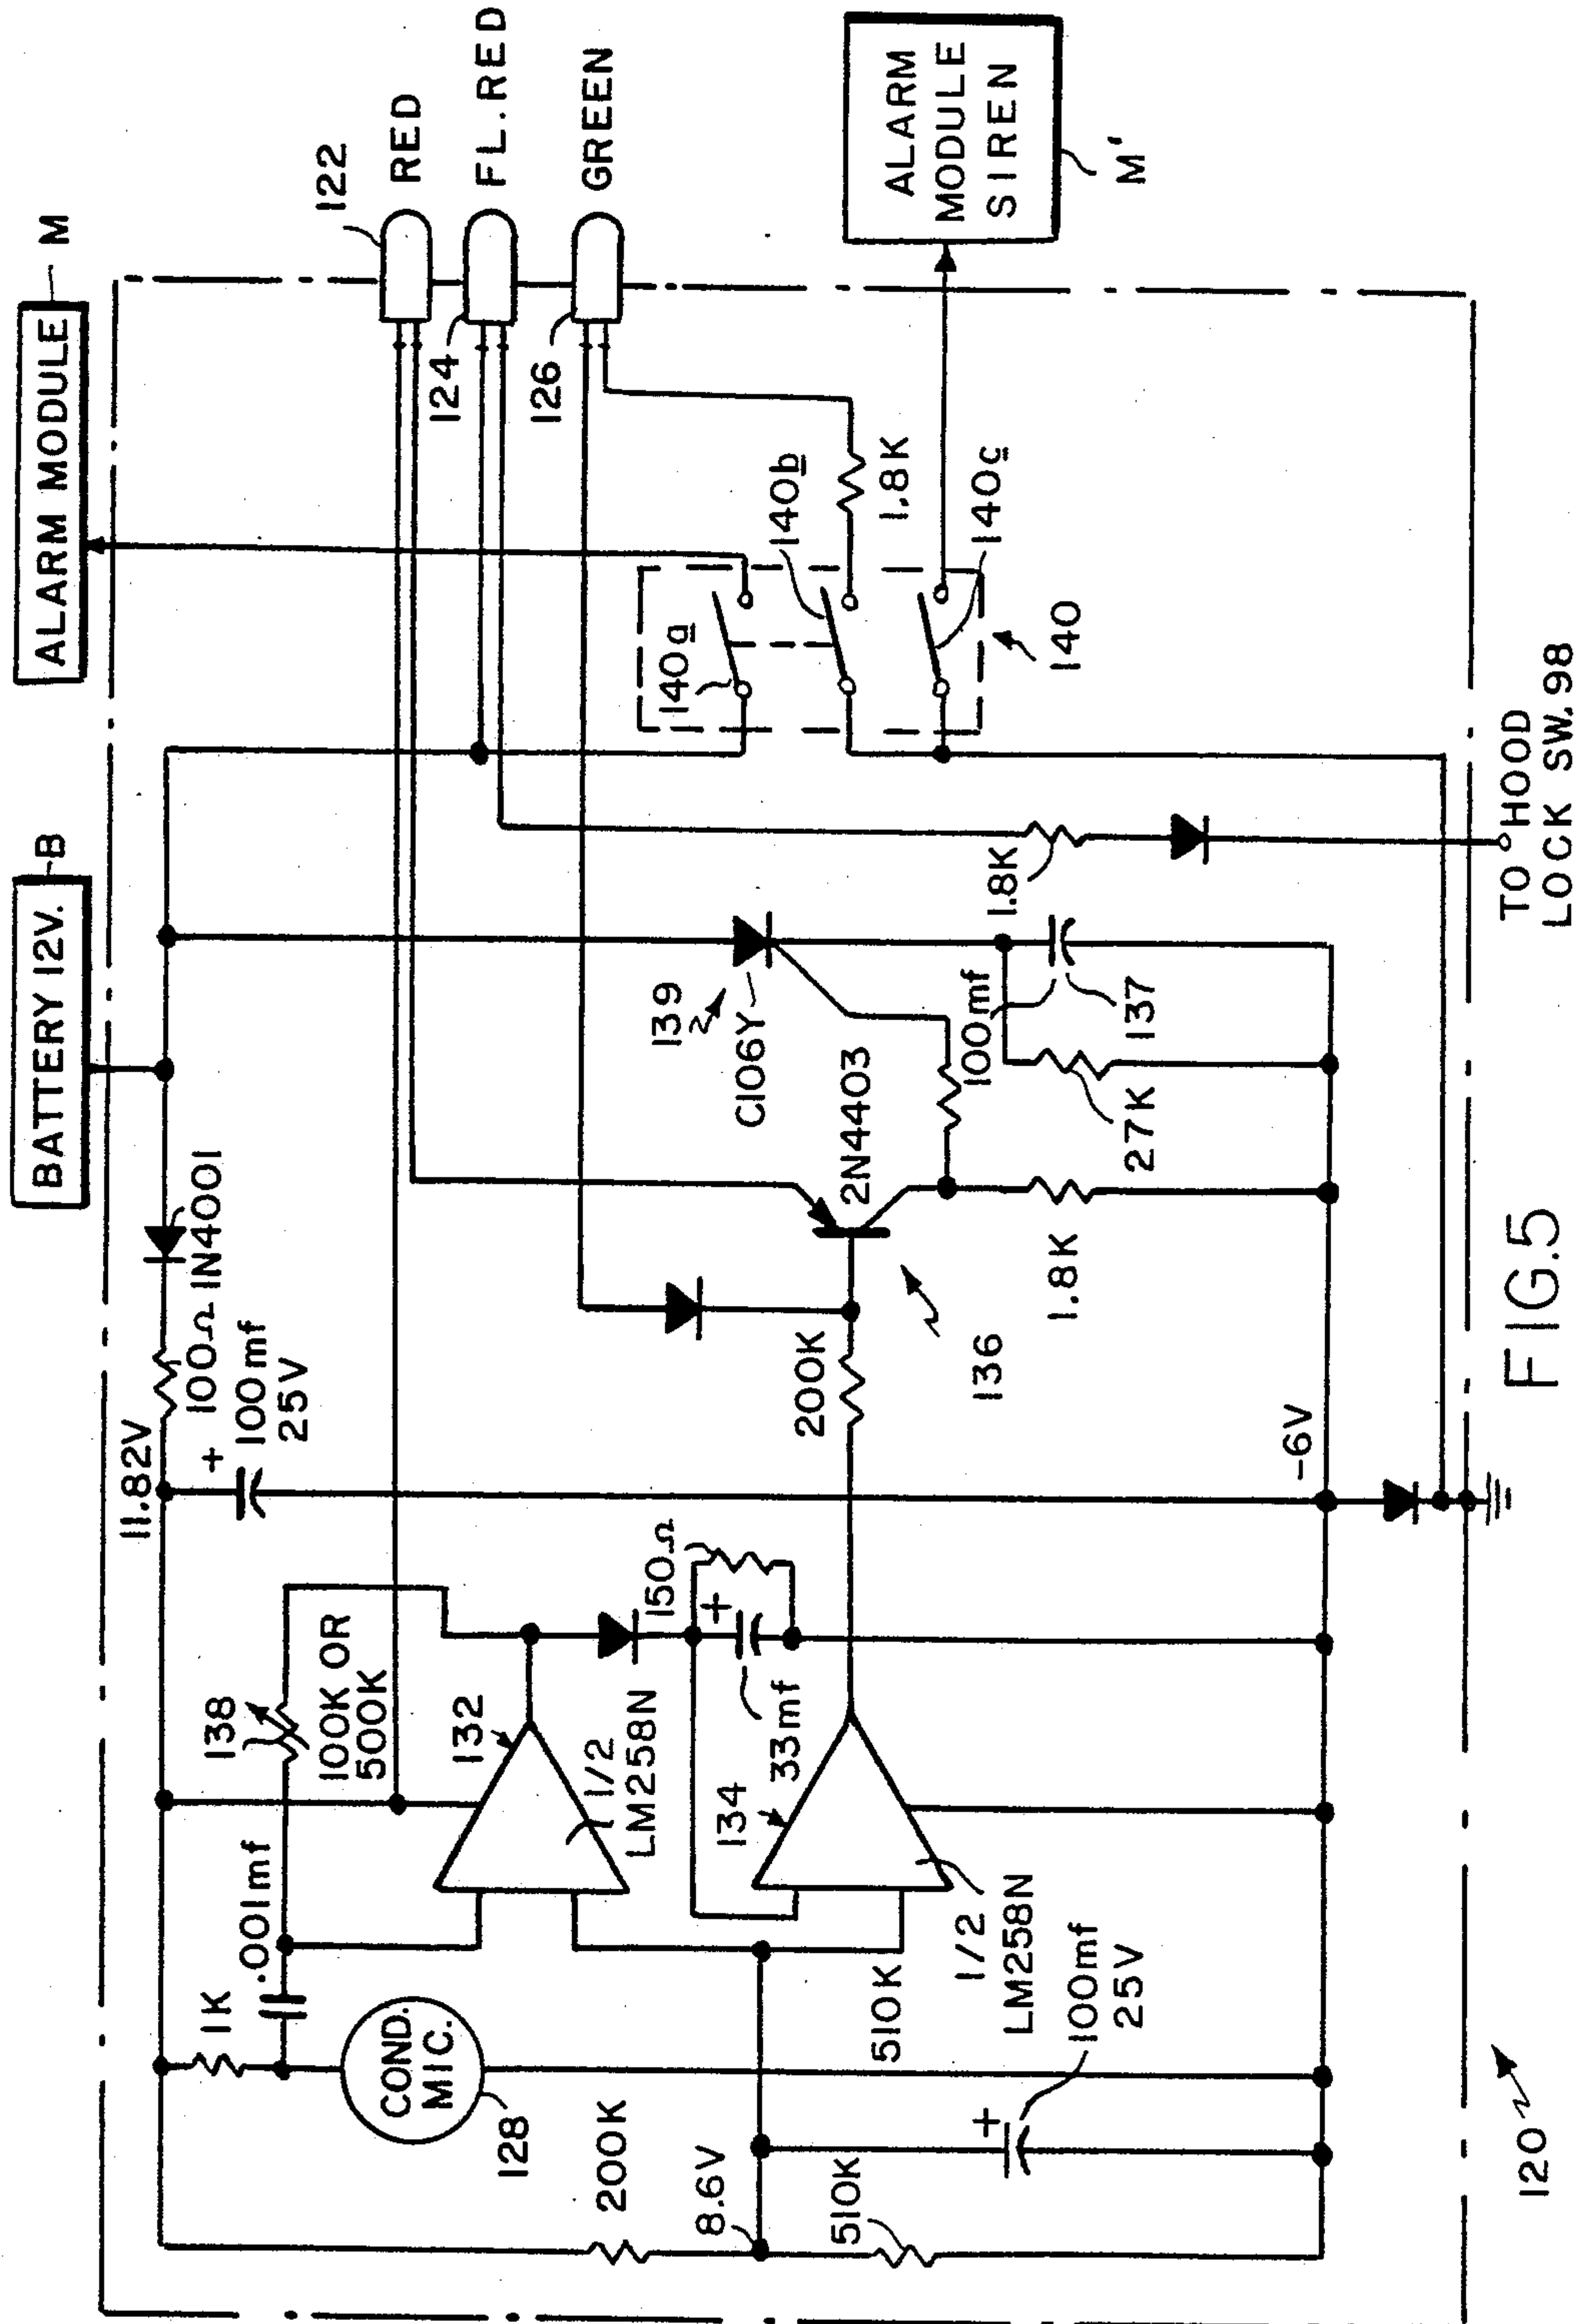 BATTERY 12V.
B
ALARM MODULE
M
122
RED
FL. RED
GREEN
124
126
ALARM
MODULE
SIREN
M'
11.82V
100Ω
1N4001
+
100mf
25V
1K
.001mf
138
100K OR
500K
132
1/2
LM258N
COND.
MIC.
128
200K
8.6V
510K
+
100mf
25V
510K
134
1/2
LM258N
33mf
+
150Ω
200K
136
2N4403
1.8K
139
C106Y
100mf
137
27K
1.8K
140a
140b
1.8K
140c
140
-6V
TO HOOD
LOCK SW. 98
120
FIG.5